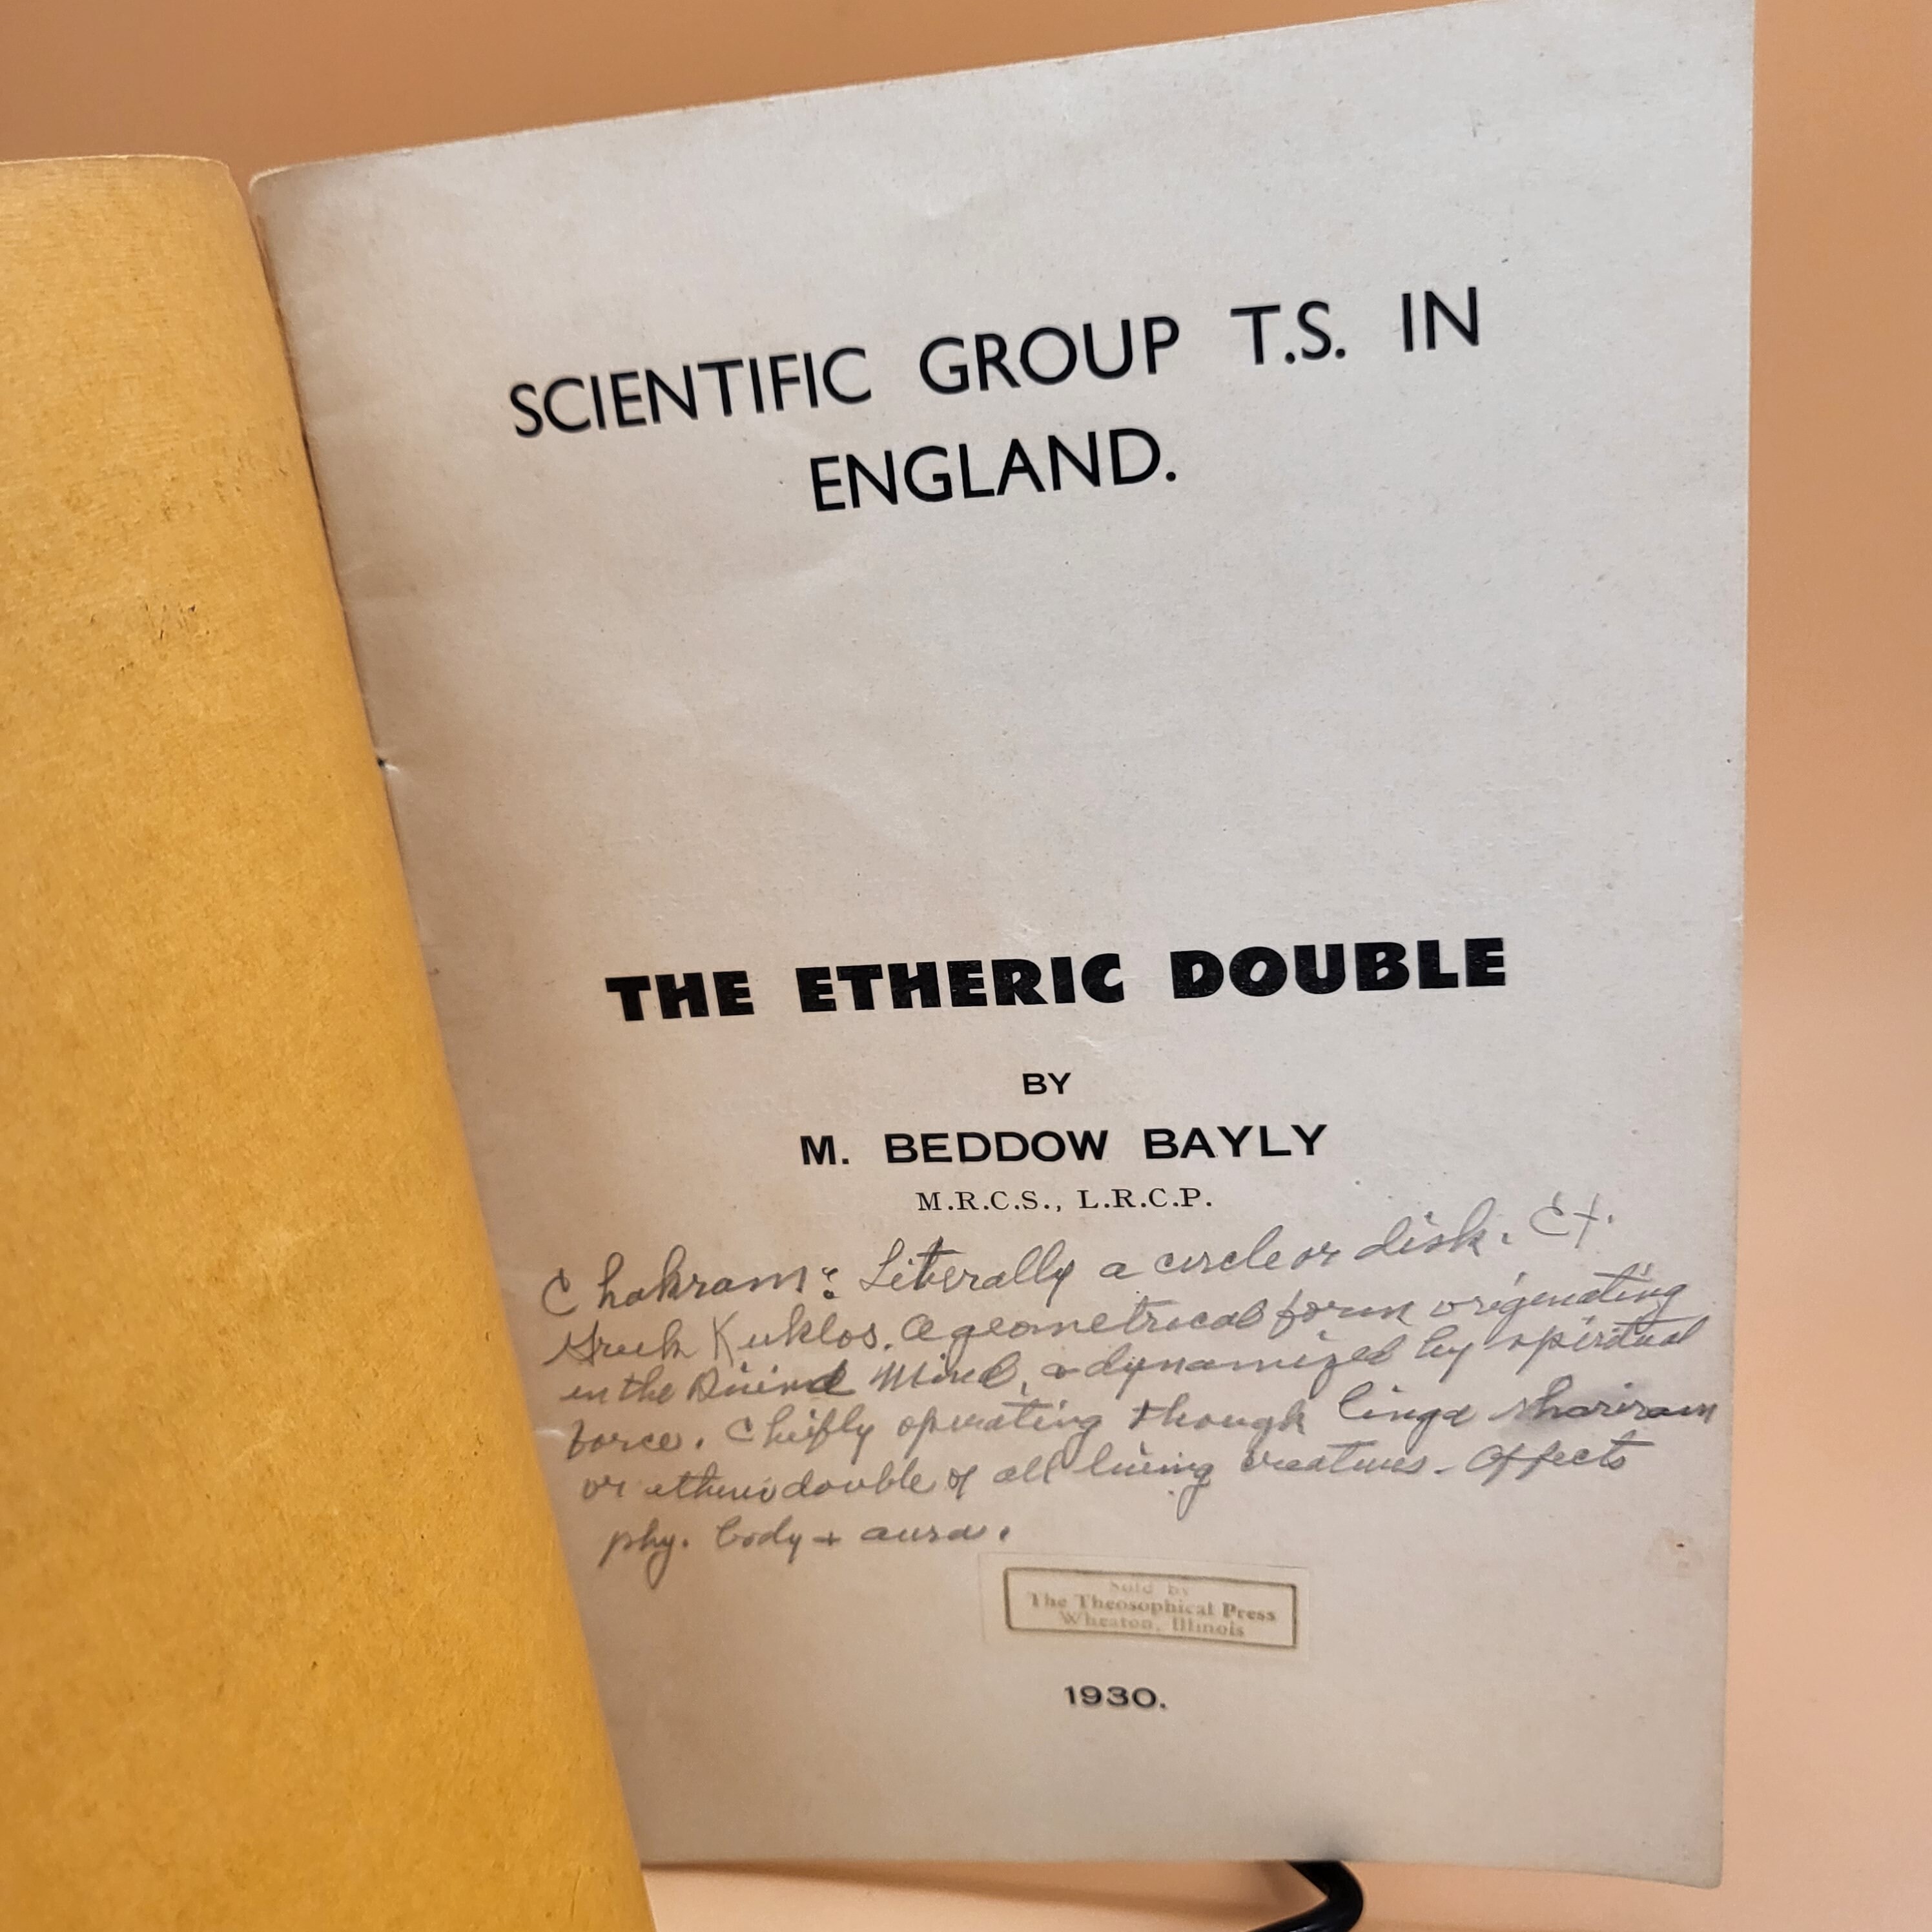 SCIENTIFIC GROUP T.S. IN
ENGLAND.
THE ETHERIC DOUBLE
BY
M. BEDDOW BAYLY
M.R.C.S., L.R.C.P.
Chakram: Literally a circle or disk. Cf.
Greek Kuklos. A geometrical form originating
in the Divine Mind, & dynamized by spiritual
force. Chiefly operating though linga shariram
or etheric double of all living creatures. Affects
phy. body + aura.
Sold by
The Theosophical Press
Wheaton, Illinois
1930.